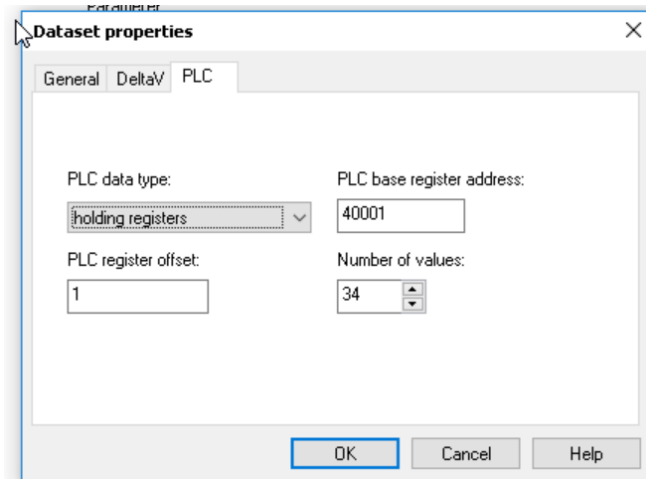 Parameter
Dataset properties
General DeltaV PLC
PLC data type: PLC base register address:
holding registers 40001
PLC register offset: Number of values:
1 34
OK Cancel Help